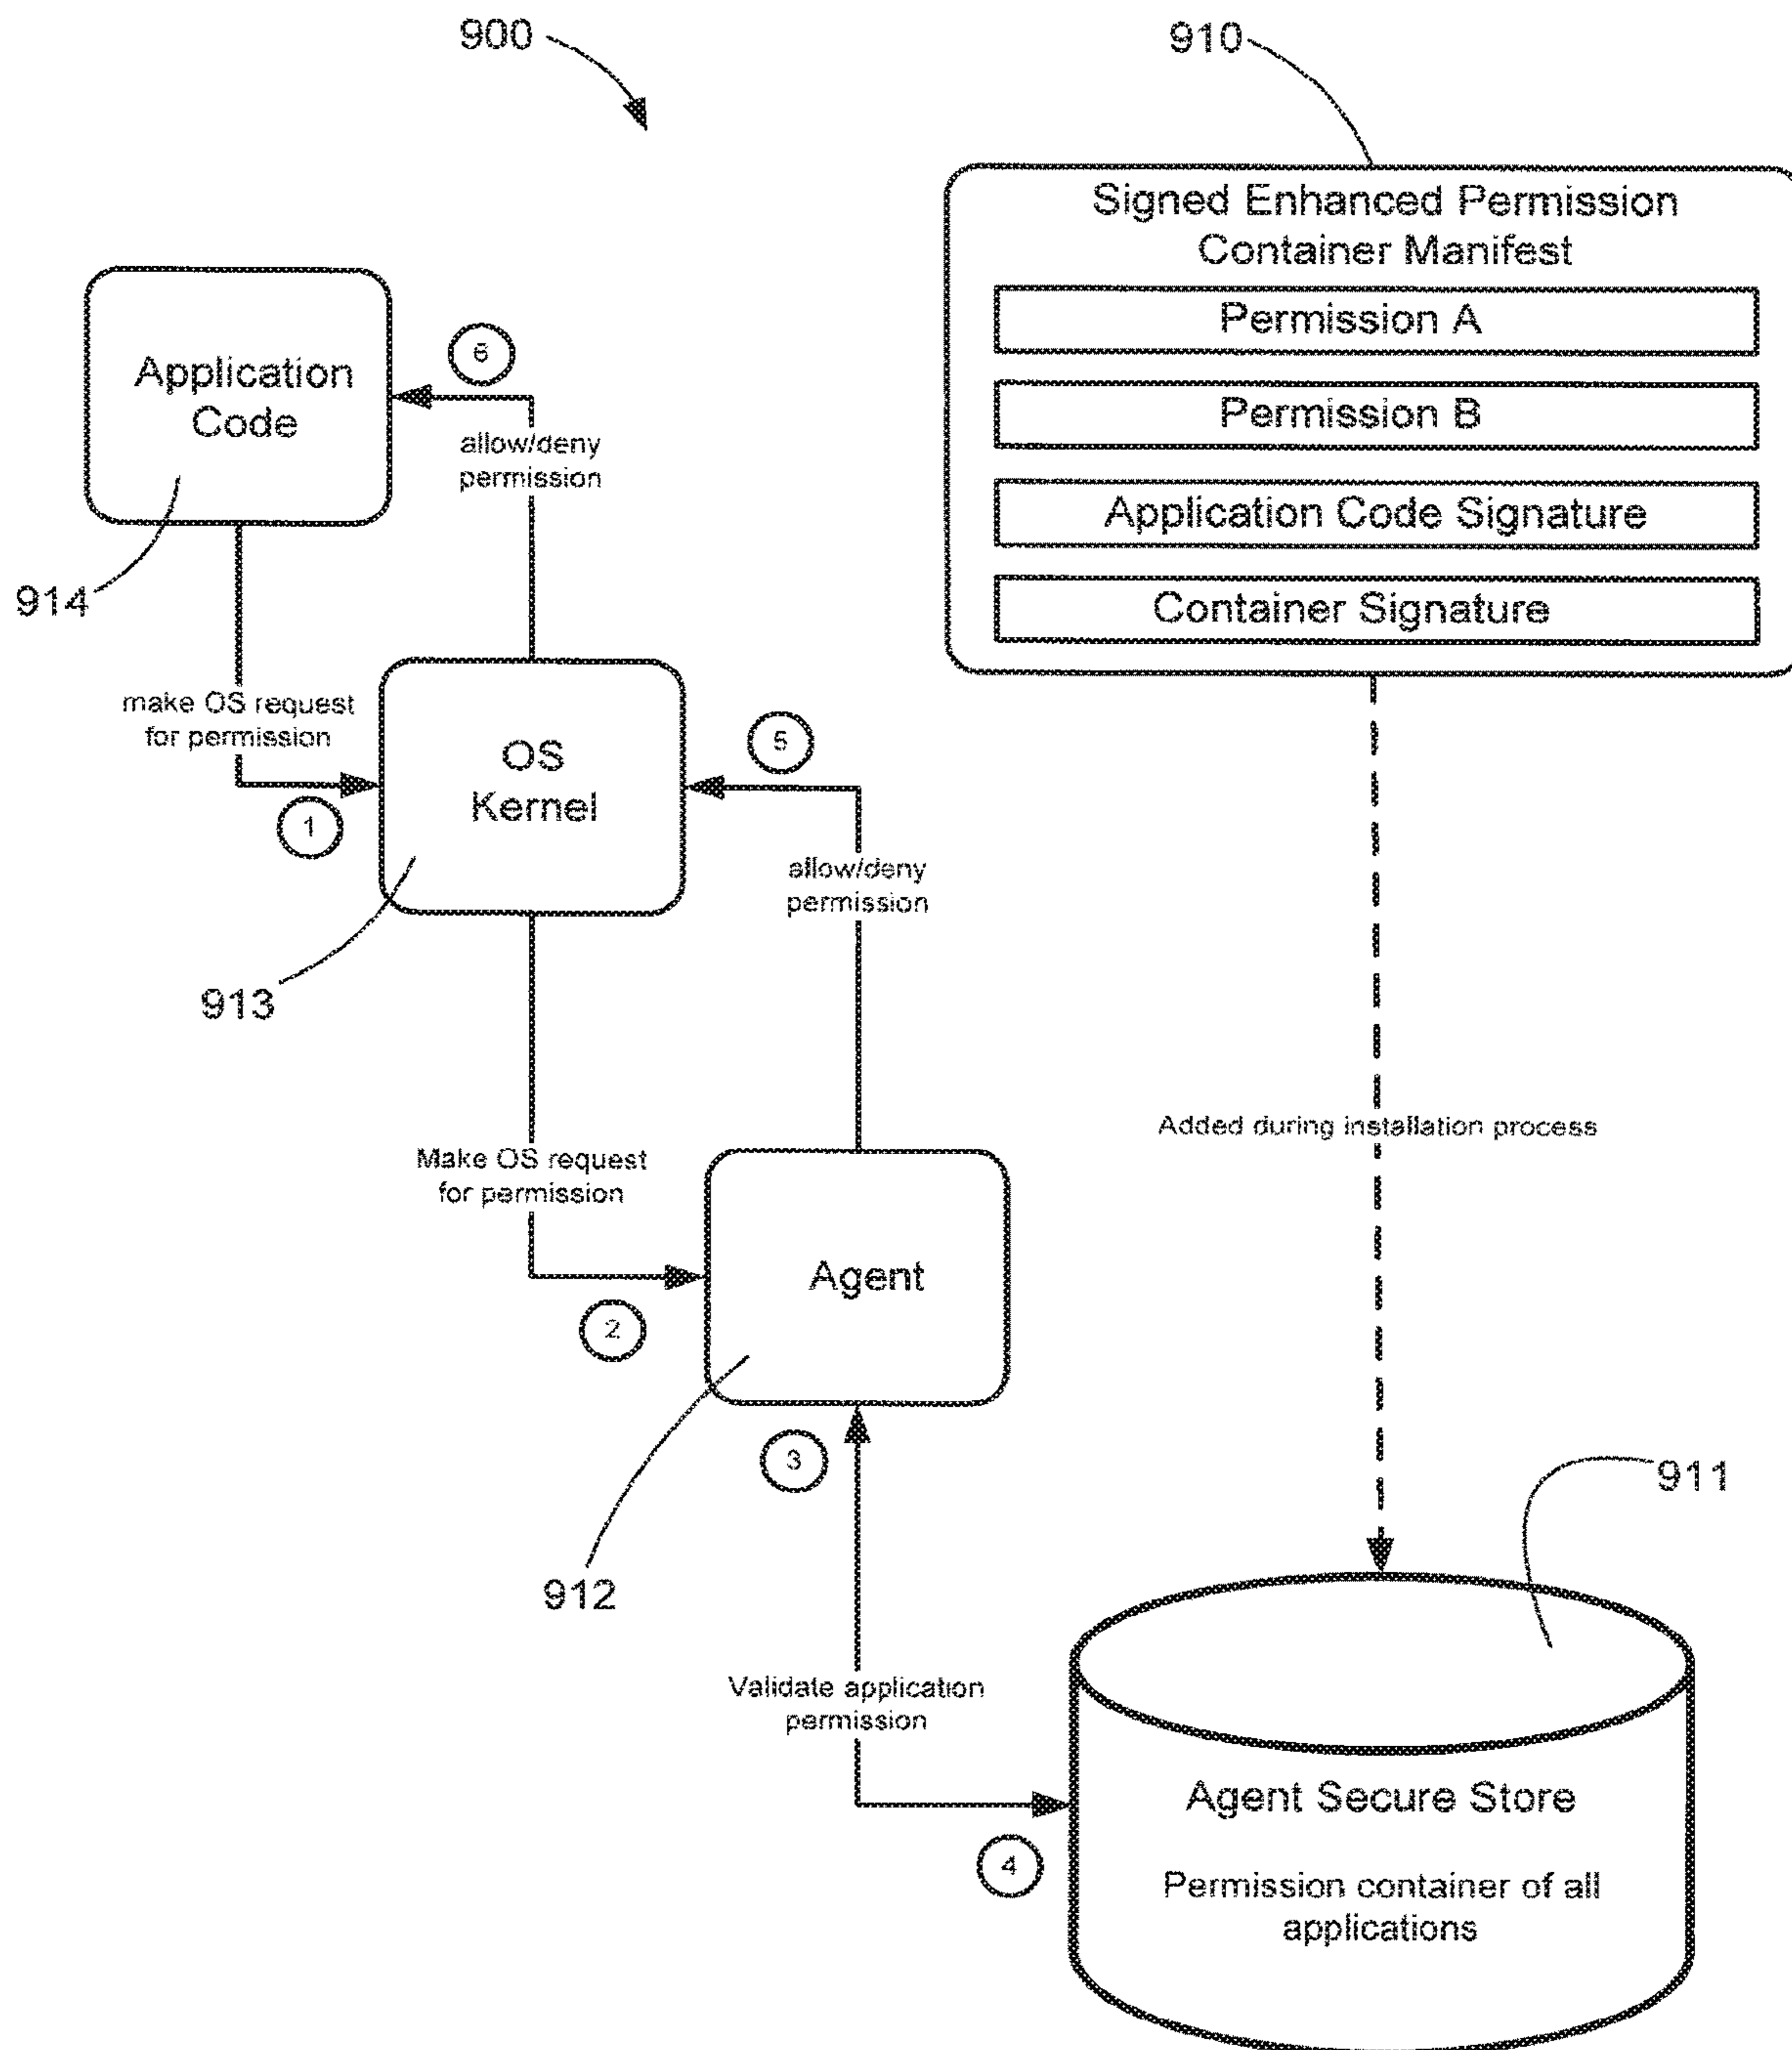 900
910
Signed Enhanced Permission
Container Manifest
Permission A
Permission B
Application Code Signature
Container Signature
Application
Code
6
allow/deny
permission
914
make OS request
for permission
1
OS
Kernel
5
allow/deny
permission
913
Make OS request
for permission
2
Agent
Added during installation process
3
912
911
Validate application
permission
4
Agent Secure Store
Permission container of all
applications